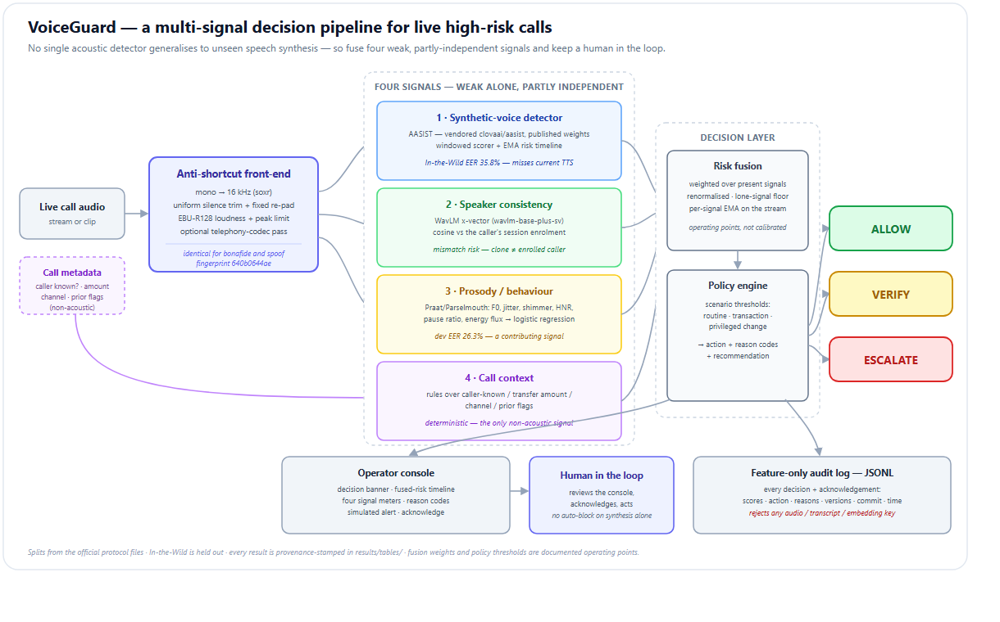 VoiceGuard — a multi-signal decision pipeline for live high-risk calls
No single acoustic detector generalises to unseen speech synthesis — so fuse four weak, partly-independent signals and keep a human in the loop.
Live call audio
stream or clip
Call metadata
caller known? · amount
channel · prior flags
(non-acoustic)
Anti-shortcut front-end
mono → 16 kHz (soxr)
uniform silence trim + fixed re-pad
EBU-R128 loudness + peak limit
optional telephony-codec pass
identical for bonafide and spoof
fingerprint 640b0644ae
FOUR SIGNALS — WEAK ALONE, PARTLY INDEPENDENT
1 · Synthetic-voice detector
AASIST — vendored clovaai/aasist, published weights
windowed scorer + EMA risk timeline
In-the-Wild EER 35.8% — misses current TTS
2 · Speaker consistency
WavLM x-vector (wavlm-base-plus-sv)
cosine vs the caller's session enrolment
mismatch risk — clone ≠ enrolled caller
3 · Prosody / behaviour
Praat/Parselmouth: F0, jitter, shimmer, HNR,
pause ratio, energy flux → logistic regression
dev EER 26.3% — a contributing signal
4 · Call context
rules over caller-known / transfer amount /
channel / prior flags
deterministic — the only non-acoustic signal
DECISION LAYER
Risk fusion
weighted over present signals
renormalised · lone-signal floor
per-signal EMA on the stream
operating points, not calibrated
Policy engine
scenario thresholds:
routine · transaction ·
privileged change
→ action + reason codes
+ recommendation
ALLOW
VERIFY
ESCALATE
Operator console
decision banner · fused-risk timeline
four signal meters · reason codes
simulated alert · acknowledge
Human in the loop
reviews the console,
acknowledges, acts
no auto-block on synthesis alone
Feature-only audit log — JSONL
every decision + acknowledgement:
scores · action · reasons · versions · commit · time
rejects any audio / transcript / embedding key
Splits from the official protocol files · In-the-Wild is held out · every result is provenance-stamped in results/tables/ · fusion weights and policy thresholds are documented operating points.